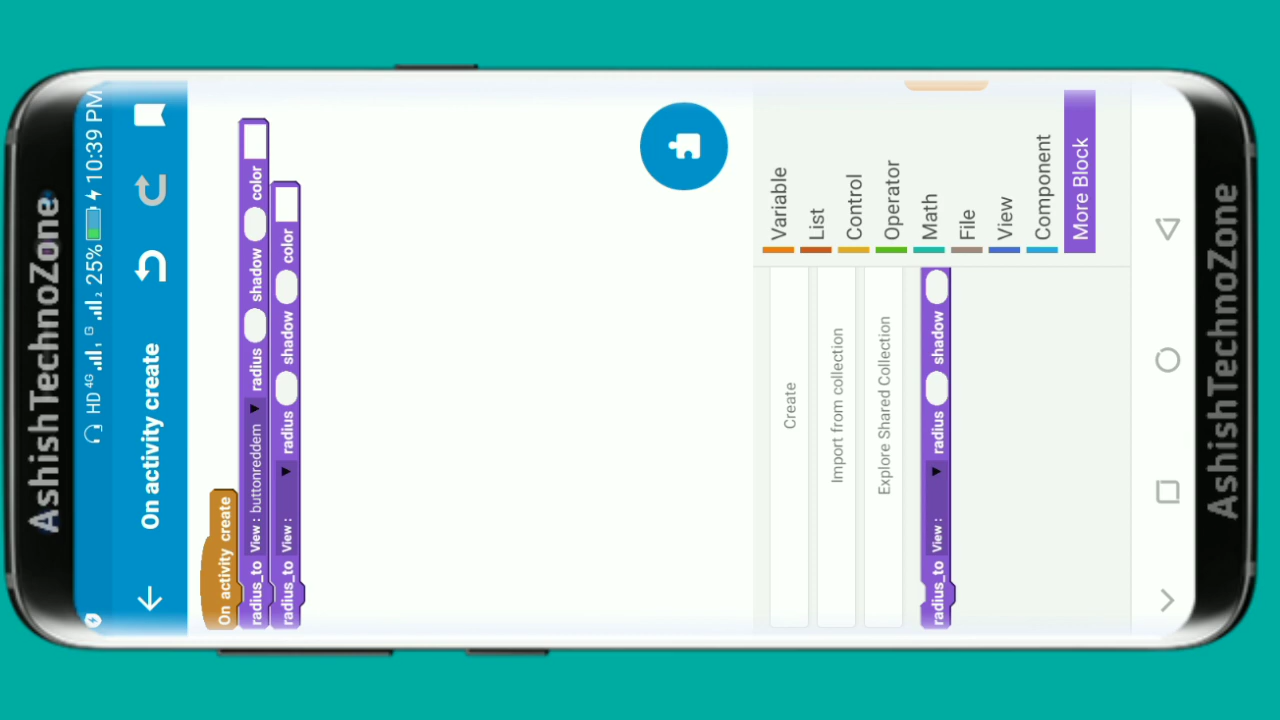 AshishTechnoZone
HD 4G 1 G 2 25% 10:39 PM
On activity create
On activity create
radius_to View : buttonreddem radius shadow color
radius_to View : radius shadow color
Variable
List
Control
Operator
Math
File
View
Component
More Block
Create
Import from collection
Explore Shared Collection
radius_to View : radius shadow
AshishTechnoZone